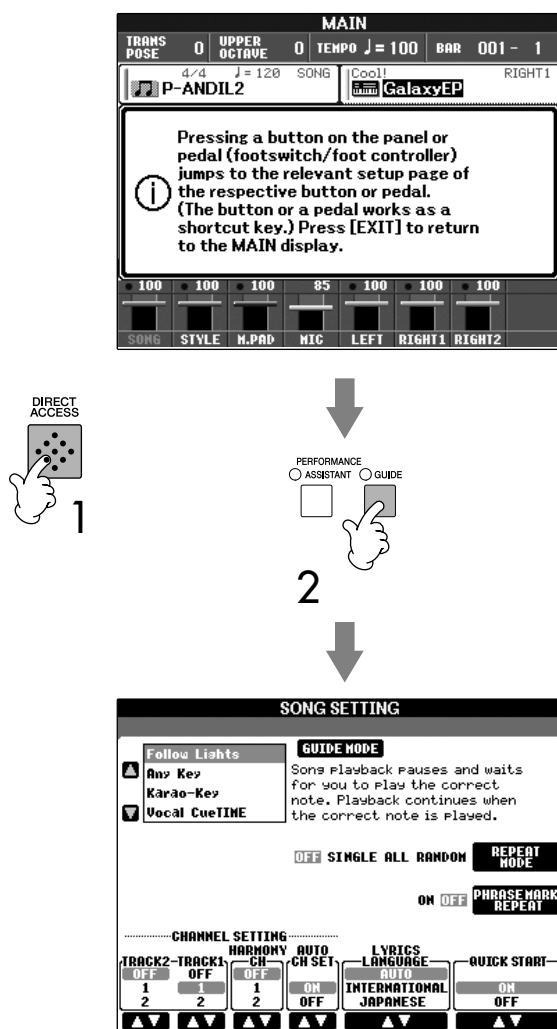 MAIN
TRANS POSE 0 UPPER OCTAVE 0 TEMPO ♩= 100 BAR 001 - 1
4/4 ♩= 120 SONG
P-ANDIL2
Cool! RIGHT1
GalaxyEP
Pressing a button on the panel or
pedal (footswitch/foot controller)
jumps to the relevant setup page of
the respective button or pedal.
(The button or a pedal works as a
shortcut key.) Press [EXIT] to return
to the MAIN display.
100 100 100 85 100 100 100
SONG STYLE M.PAD MIC LEFT RIGHT1 RIGHT2
DIRECT
ACCESS
1
PERFORMANCE
ASSISTANT GUIDE
2
SONG SETTING
Follow Lights
Any Key
Karao-Key
Vocal CueTIME
GUIDE MODE
Song Playback pauses and waits
for you to play the correct
note. Playback continues when
the correct note is played.
OFF SINGLE ALL RANDOM REPEAT MODE
ON OFF PHRASE MARK REPEAT
CHANNEL SETTING
TRACK2 TRACK1 HARMONY CH AUTO CH SET LYRICS LANGUAGE QUICK START
OFF OFF OFF AUTO
1 1 1 ON INTERNATIONAL ON
2 2 2 OFF JAPANESE OFF